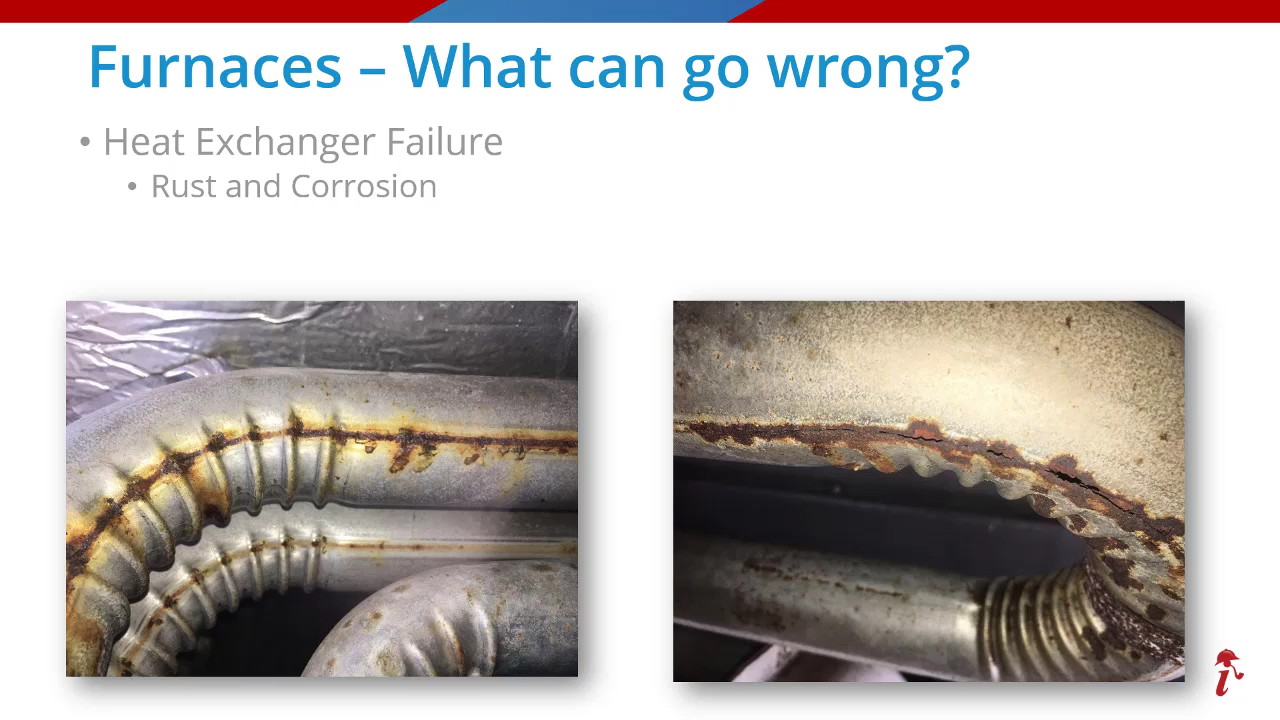 Furnaces – What can go wrong?
• Heat Exchanger Failure
• Rust and Corrosion